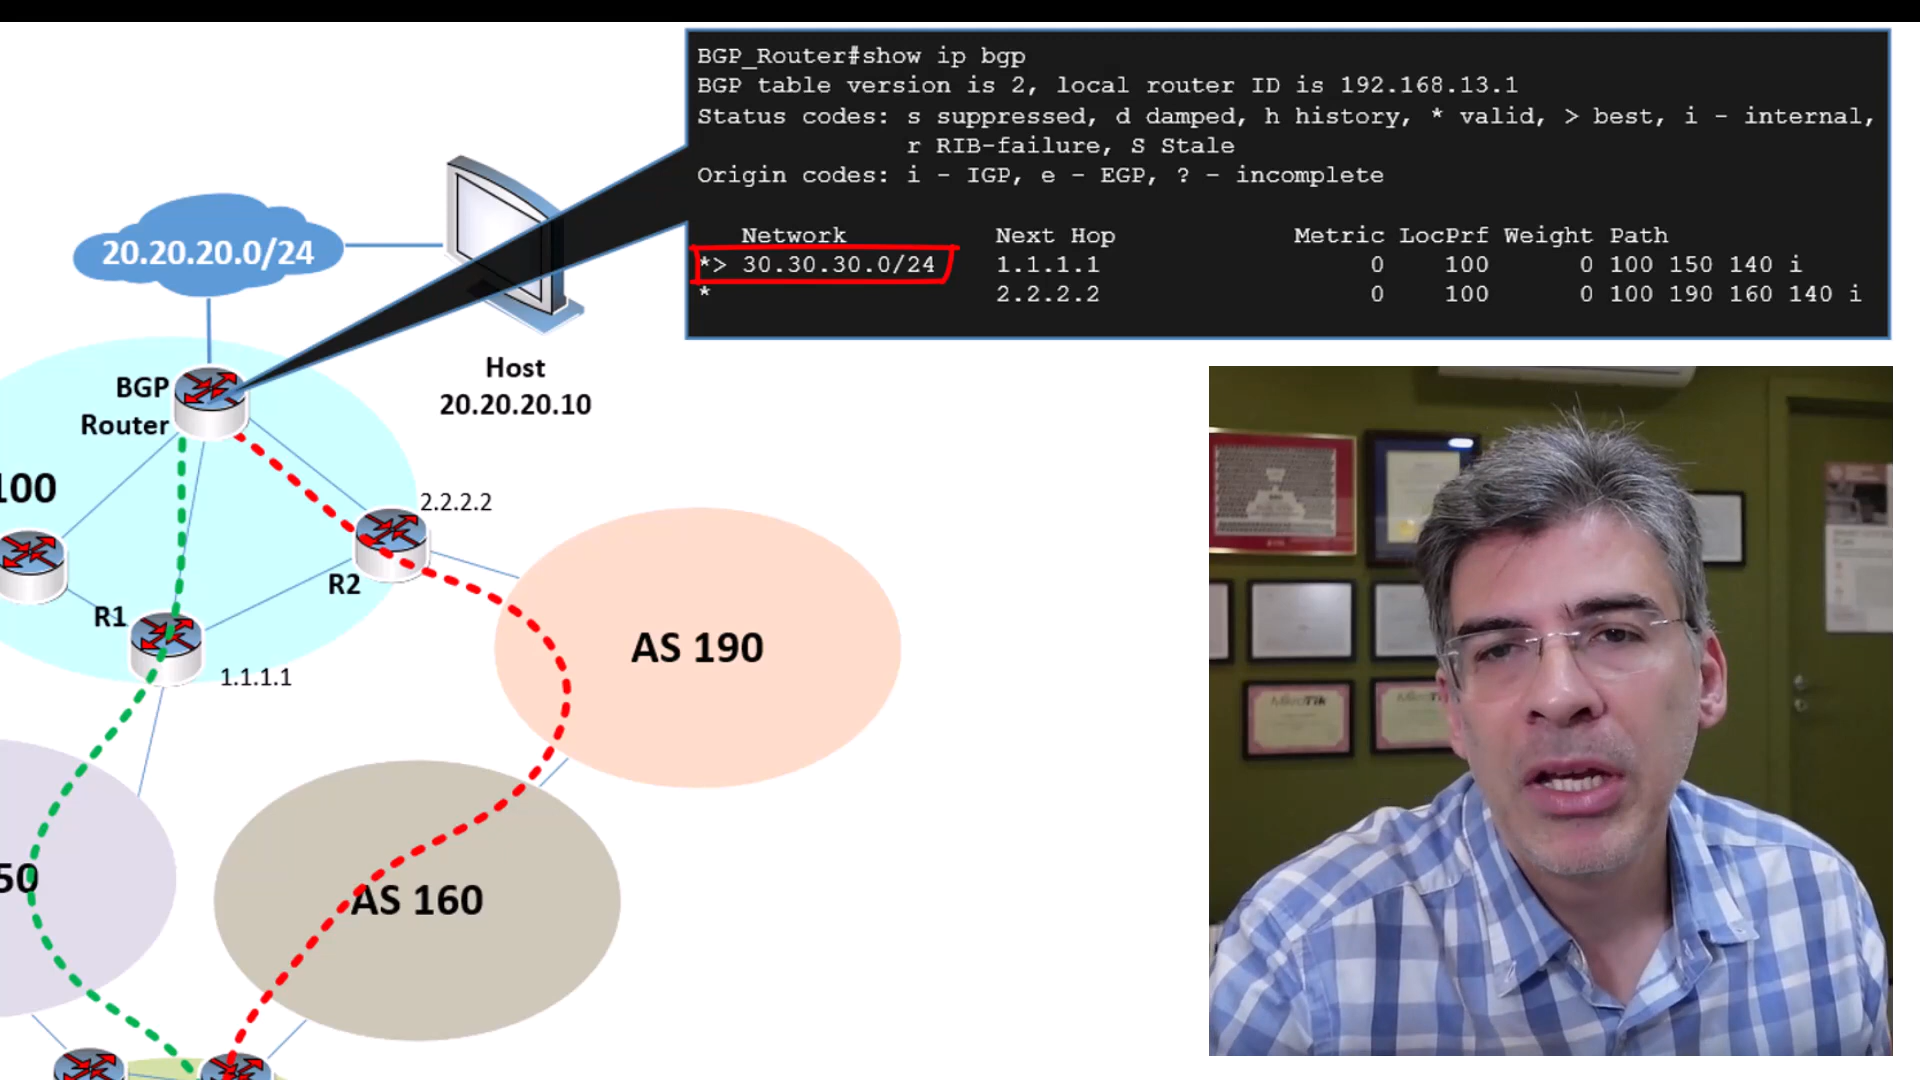 BGP_Router#show ip bgp
BGP table version is 2, local router ID is 192.168.13.1
Status codes: s suppressed, d damped, h history, * valid, > best, i - internal,
r RIB-failure, S Stale
Origin codes: i - IGP, e - EGP, ? - incomplete
Network Next Hop Metric LocPrf Weight Path
*> 30.30.30.0/24 1.1.1.1 0 100 0 100 150 140 i
* 2.2.2.2 0 100 0 100 190 160 140 i
20.20.20.0/24
Host
20.20.20.10
BGP
Router
100
2.2.2.2
R2
R1
1.1.1.1
AS 190
50
AS 160
MikroTik